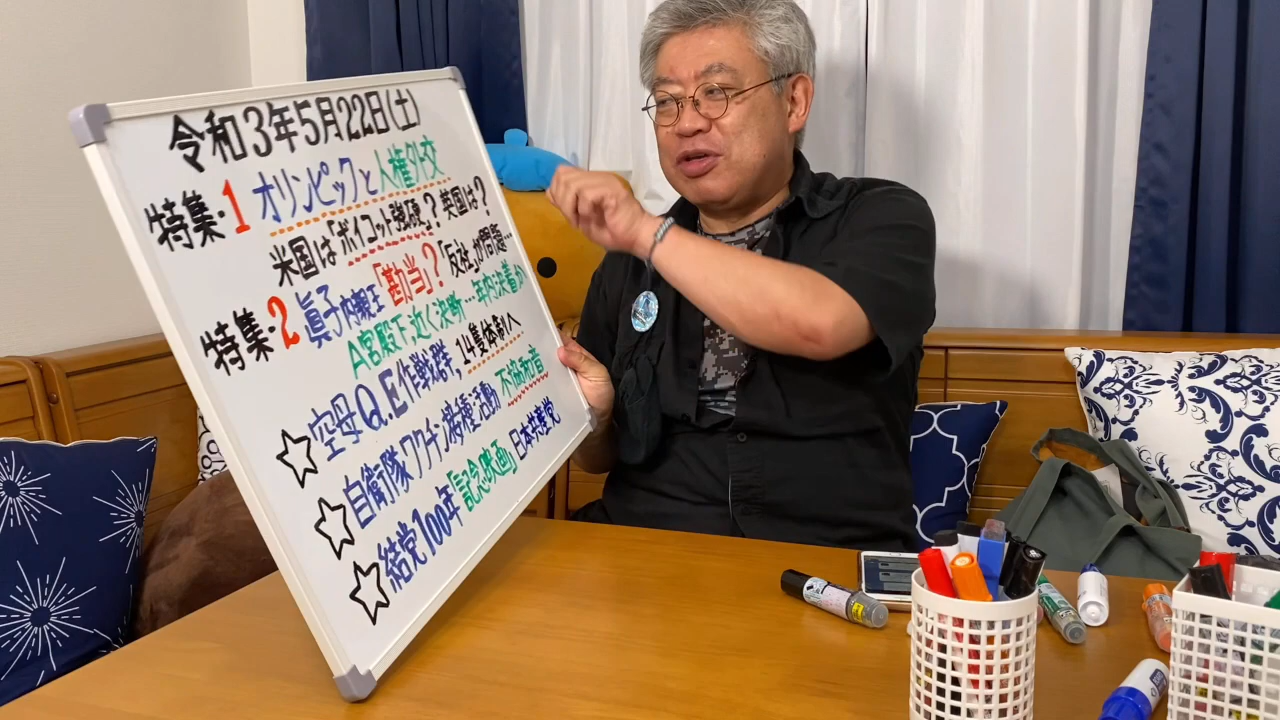 令和3年5月22日(土)
特集・1 オリンピックと人権外交
米国は「ボイコット強硬」? 英国は?
特集・2 眞子内親王「勘当」?「反社」が問題…
A宮殿下、近く決断…年内決着か
☆空母Q.E作戦群,14隻体制へ
☆自衛隊ワクチン接種活動 不協和音
☆結党100年「記念映画」日本共産党